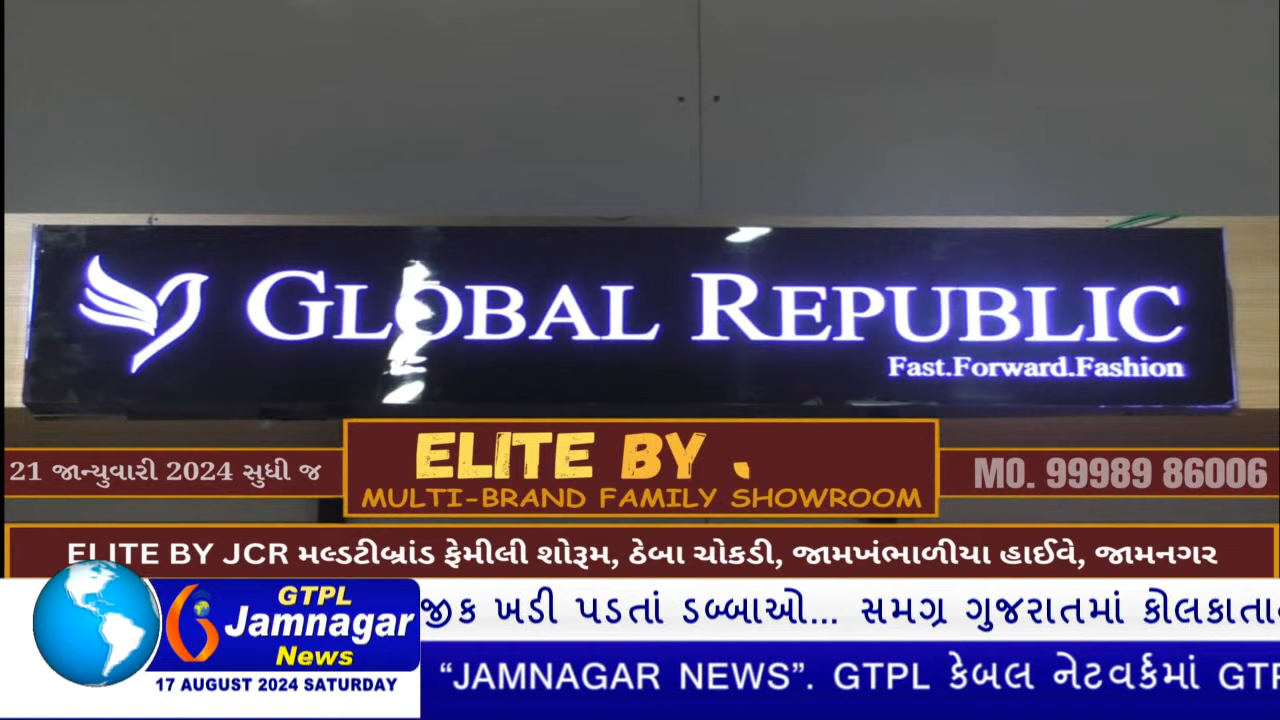 GLOBAL REPUBLIC
Fast.Forward.Fashion
ELITE BY .
21 જાન્યુવારી 2024 સુધી જ
MO. 99989 86006
MULTI-BRAND FAMILY SHOWROOM
ELITE BY JCR મલ્ડટીબ્રાંડ ફેમીલી શોરૂમ, ઠેબા ચોકડી, જામખંભાળીયા હાઈવે, જામનગર
GTPL
Jamnagar
News
17 AUGUST 2024 SATURDAY
જીક ખડી પડતાં ડબ્બાઓ... સમગ્ર ગુજરાતમાં કોલકાતા
“JAMNAGAR NEWS”. GTPL કેબલ નેટવર્કમાં GTP